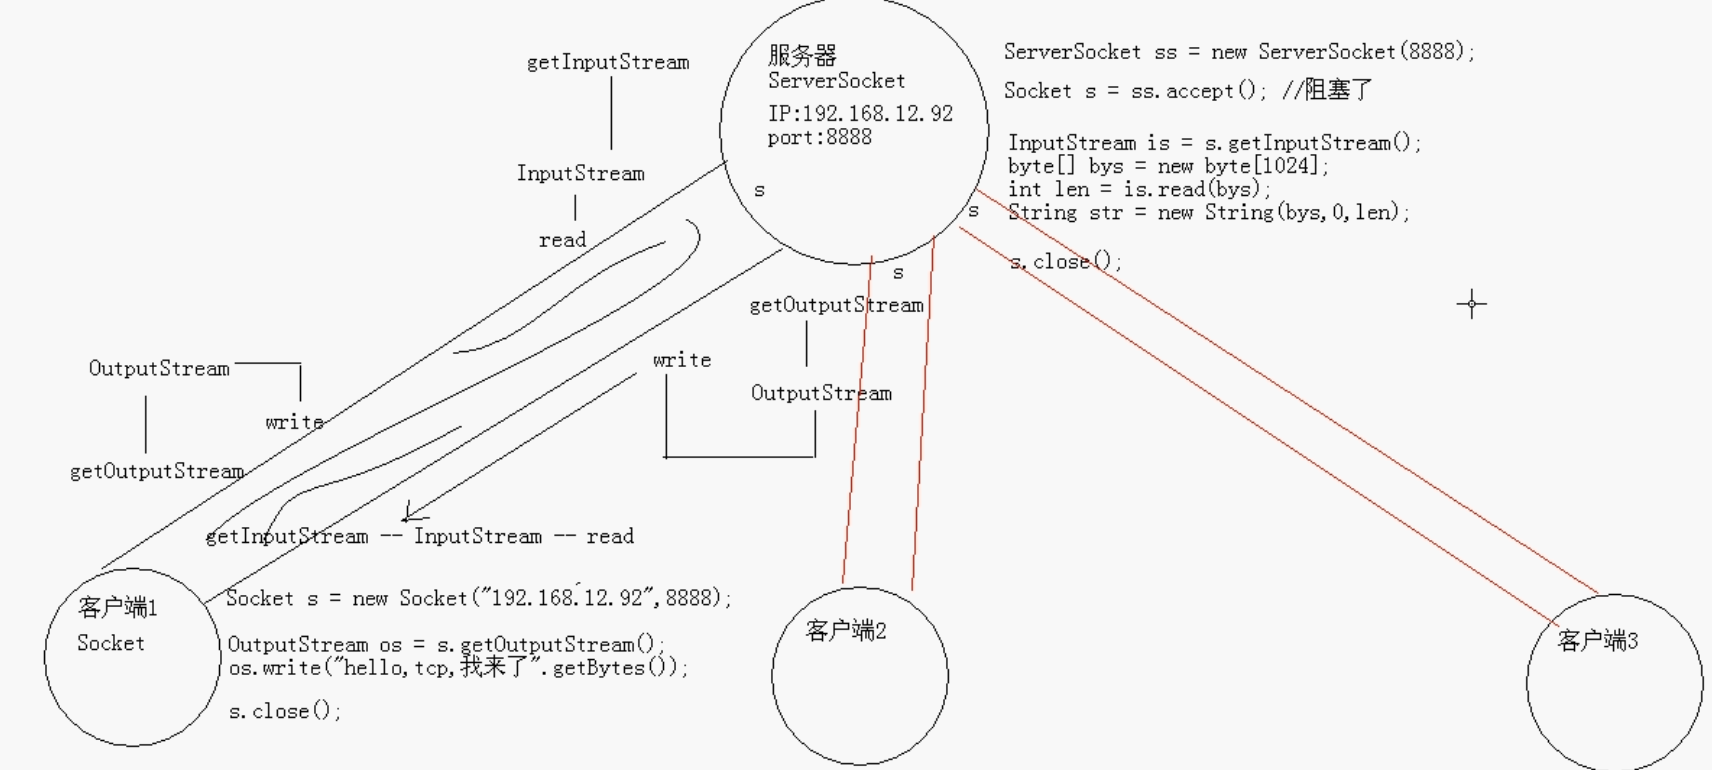 getInputStream
InputStream
read
服务器
ServerSocket
IP:192.168.12.92
port:8888
s
s
s
ServerSocket ss = new ServerSocket(8888);
Socket s = ss.accept(); //阻塞了
InputStream is = s.getInputStream();
byte[] bys = new byte[1024];
int len = is.read(bys);
String str = new String(bys,0,len);
s.close();
getOutputStream
write
OutputStream
OutputStream
write
getOutputStream
getInputStream -- InputStream -- read
客户端1
Socket
Socket s = new Socket("192.168.12.92",8888);
OutputStream os = s.getOutputStream();
os.write("hello,tcp,我来了".getBytes());
s.close();
客户端2
客户端3